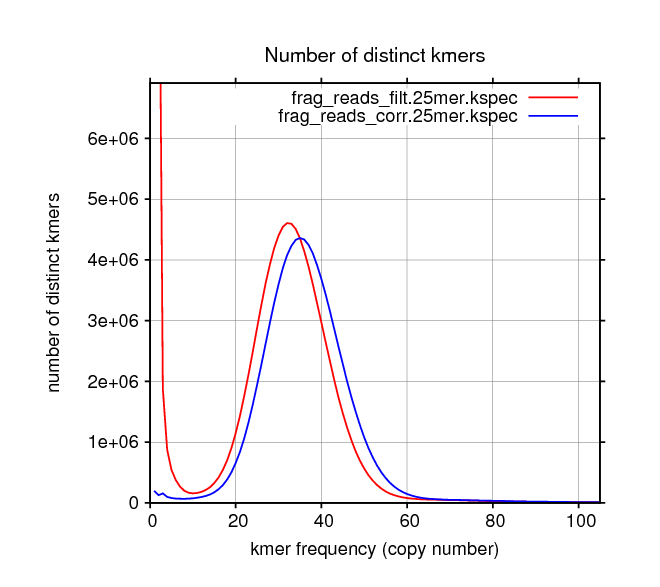 Number of distinct kmers
frag_reads_filt.25mer.kspec
frag_reads_corr.25mer.kspec
6e+06
5e+06
4e+06
3e+06
2e+06
1e+06
0
number of distinct kmers
0 20 40 60 80 100
kmer frequency (copy number)